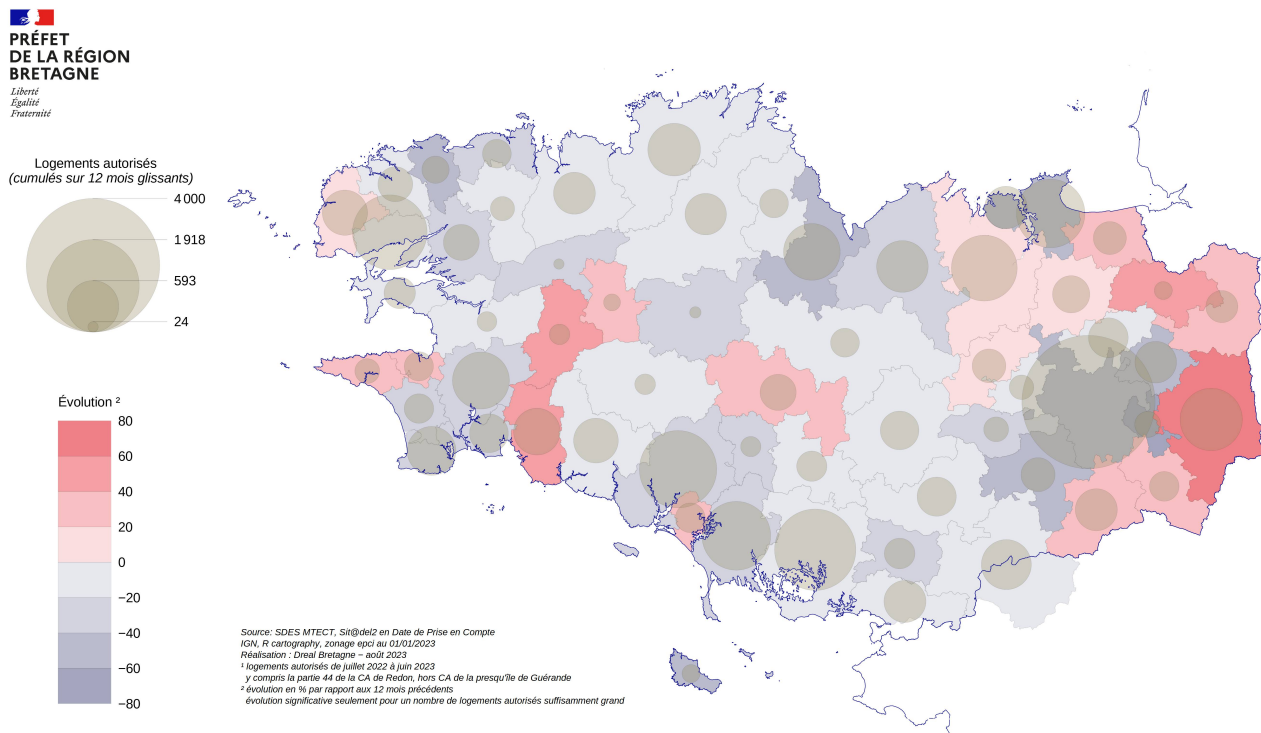 PRÉFET
DE LA RÉGION
BRETAGNE
Liberté
Égalité
Fraternité
Logements autorisés
(cumulés sur 12 mois glissants)
4 000
1 918
593
24
Évolution ²
80
60
40
20
0
−20
−40
−60
−80
Source: SDES MTECT, Sit@del2 en Date de Prise en Compte
IGN, R cartography, zonage epci au 01/01/2023
Réalisation : Dreal Bretagne − août 2023
¹ logements autorisés de juillet 2022 à juin 2023
y compris la partie 44 de la CA de Redon, hors CA de la presqu'île de Guérande
² évolution en % par rapport aux 12 mois précédents
évolution significative seulement pour un nombre de logements autorisés suffisamment grand